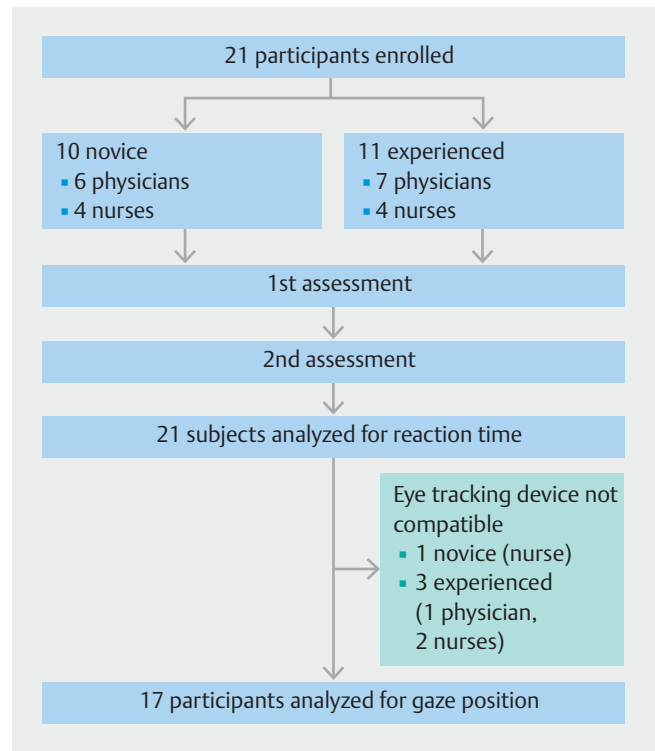 21 participants enrolled
10 novice
▪ 6 physicians
▪ 4 nurses
11 experienced
▪ 7 physicians
▪ 4 nurses
1st assessment
2nd assessment
21 subjects analyzed for reaction time
Eye tracking device not
compatible
▪ 1 novice (nurse)
▪ 3 experienced
(1 physician,
2 nurses)
17 participants analyzed for gaze position